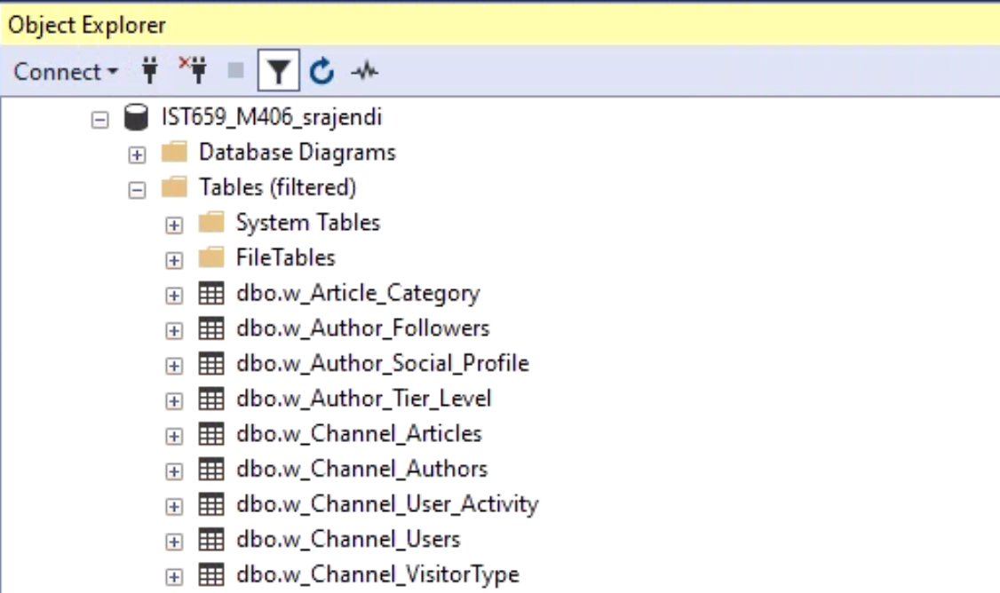 Object Explorer
Connect
IST659_M406_srajendi
Database Diagrams
Tables (filtered)
System Tables
FileTables
dbo.w_Article_Category
dbo.w_Author_Followers
dbo.w_Author_Social_Profile
dbo.w_Author_Tier_Level
dbo.w_Channel_Articles
dbo.w_Channel_Authors
dbo.w_Channel_User_Activity
dbo.w_Channel_Users
dbo.w_Channel_VisitorType